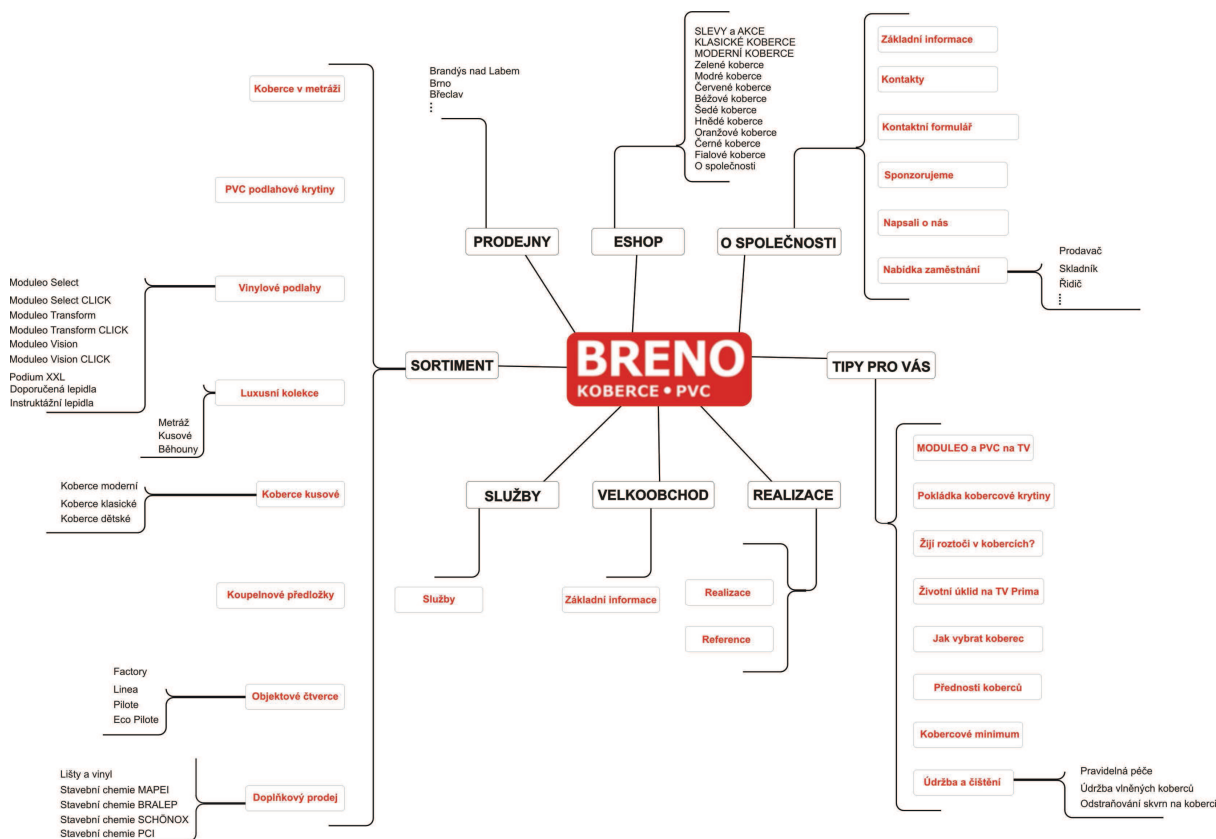 Brandýs nad Labem
Brno
Břeclav
⋮
PRODEJNY
SLEVY a AKCE
KLASICKÉ KOBERCE
MODERNÍ KOBERCE
Zelené koberce
Modré koberce
Červené koberce
Béžové koberce
Šedé koberce
Hnědé koberce
Oranžové koberce
Černé koberce
Fialové koberce
O společnosti
ESHOP
Základní informace
Kontakty
Kontaktní formulář
Sponzorujeme
Napsali o nás
Nabídka zaměstnání
Prodavač
Skladník
Řidič
⋮
O SPOLEČNOSTI
BRENO
KOBERCE • PVC
SORTIMENT
Koberce v metráži
PVC podlahové krytiny
Vinylové podlahy
Moduleo Select
Moduleo Select CLICK
Moduleo Transform
Moduleo Transform CLICK
Moduleo Vision
Moduleo Vision CLICK
Podium XXL
Doporučená lepidla
Instruktážní lepidla
Luxusní kolekce
Metráž
Kusové
Běhouny
Koberce kusové
Koberce moderní
Koberce klasické
Koberce dětské
Koupelnové předložky
Objektové čtverce
Factory
Linea
Pilote
Eco Pilote
Doplňkový prodej
Lišty a vinyl
Stavební chemie MAPEI
Stavební chemie BRALEP
Stavební chemie SCHÖNOX
Stavební chemie PCI
SLUŽBY
Služby
VELKOOBCHOD
Základní informace
REALIZACE
Realizace
Reference
TIPY PRO VÁS
MODULEO a PVC na TV
Pokládka kobercové krytiny
Žijí roztoči v kobercích?
Životní úklid na TV Prima
Jak vybrat koberec
Přednosti koberců
Kobercové minimum
Údržba a čištění
Pravidelná péče
Údržba vlněných koberců
Odstraňování skvrn na koberci